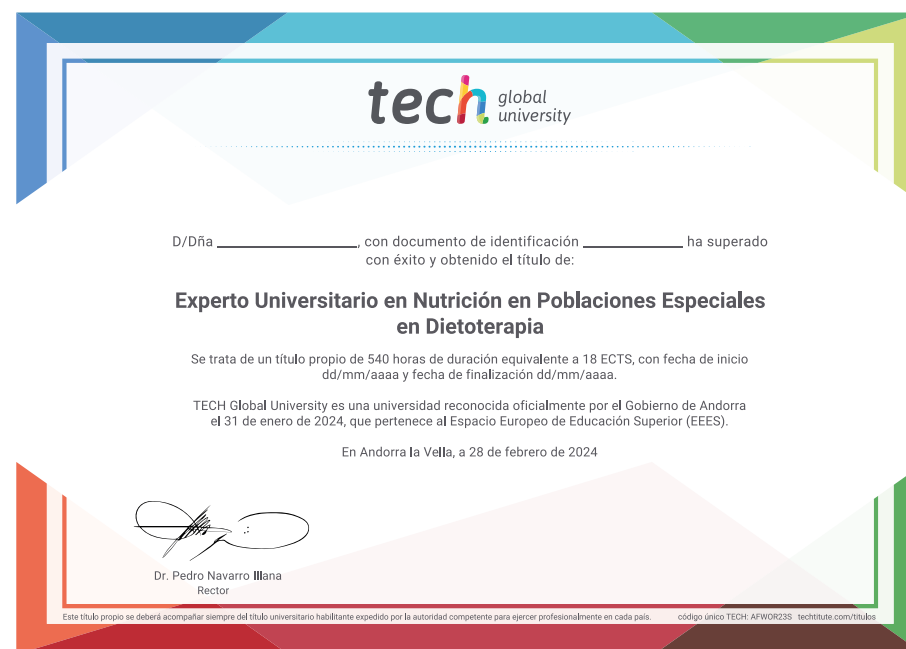 tech global
university
D/Dña ____________, con documento de identificación ____________ ha superado
con éxito y obtenido el título de:
Experto Universitario en Nutrición en Poblaciones Especiales
en Dietoterapia
Se trata de un título propio de 540 horas de duración equivalente a 18 ECTS, con fecha de inicio
dd/mm/aaaa y fecha de finalización dd/mm/aaaa.
TECH Global University es una universidad reconocida oficialmente por el Gobierno de Andorra
el 31 de enero de 2024, que pertenece al Espacio Europeo de Educación Superior (EEES).
En Andorra la Vella, a 28 de febrero de 2024
Dr. Pedro Navarro Illana
Rector
Este título propio se deberá acompañar siempre del título universitario habilitante expedido por la autoridad competente para ejercer profesionalmente en cada país. código único TECH: AFWOR23S techtitute.com/titulos